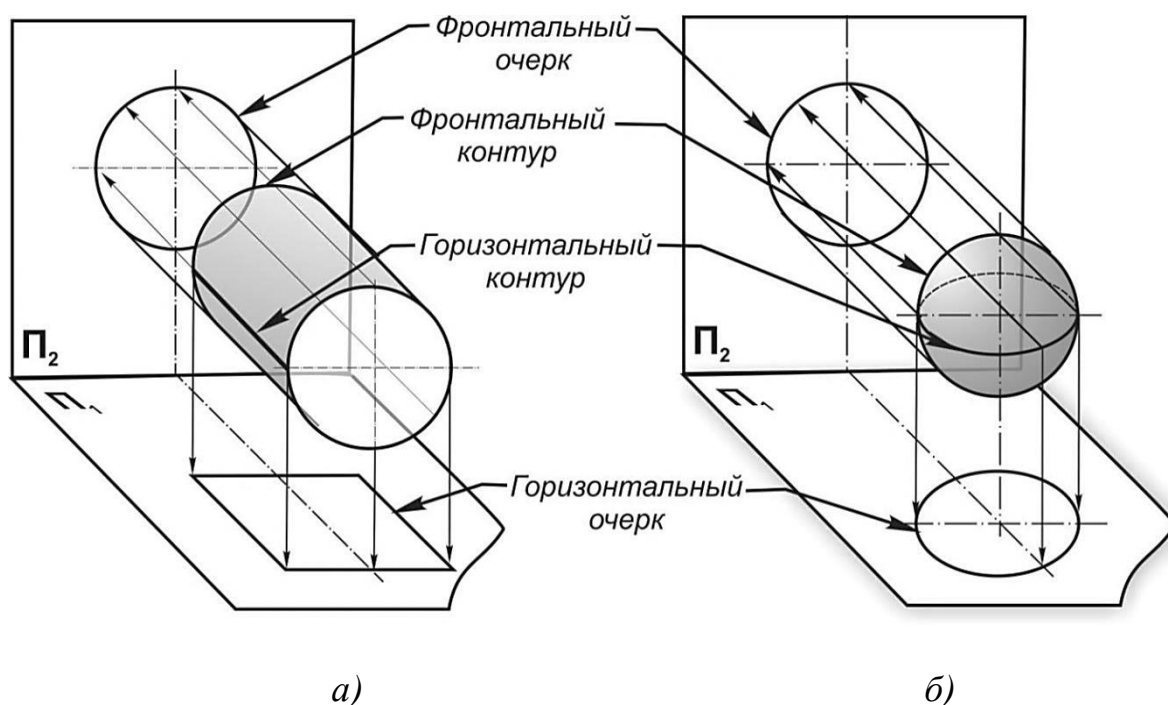 Фронтальный
очерк
Фронтальный
контур
Горизонтальный
контур
П₂
П₂
П₁
П₁
Горизонтальный
очерк
а)
б)